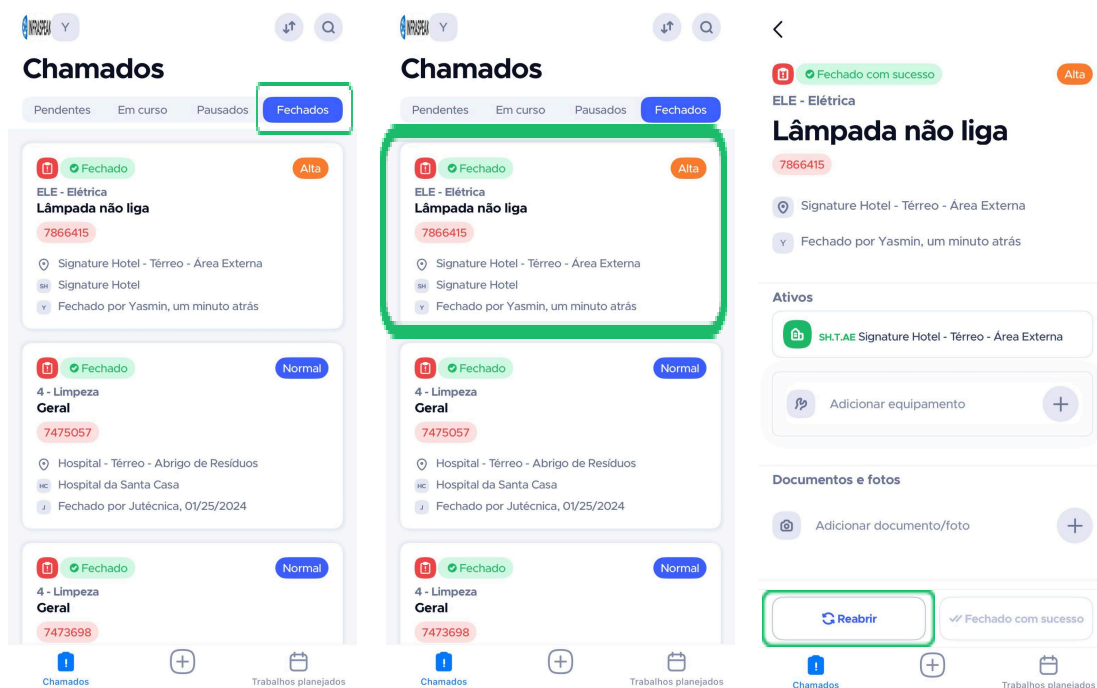 INFRASPEAK Y
Chamados
Pendentes Em curso Pausados Fechados
Fechado Alta
ELE - Elétrica
Lâmpada não liga
7866415
Signature Hotel - Térreo - Área Externa
SH Signature Hotel
Y Fechado por Yasmin, um minuto atrás
Fechado Normal
4 - Limpeza
Geral
7475057
Hospital - Térreo - Abrigo de Resíduos
HC Hospital da Santa Casa
J Fechado por Jutécnica, 01/25/2024
Fechado Normal
4 - Limpeza
Geral
7473698
Chamados Trabalhos planejados
INFRASPEAK Y
Chamados
Pendentes Em curso Pausados Fechados
Fechado Alta
ELE - Elétrica
Lâmpada não liga
7866415
Signature Hotel - Térreo - Área Externa
SH Signature Hotel
Y Fechado por Yasmin, um minuto atrás
Fechado Normal
4 - Limpeza
Geral
7475057
Hospital - Térreo - Abrigo de Resíduos
HC Hospital da Santa Casa
J Fechado por Jutécnica, 01/25/2024
Fechado Normal
4 - Limpeza
Geral
7473698
Chamados Trabalhos planejados
Fechado com sucesso Alta
ELE - Elétrica
Lâmpada não liga
7866415
Signature Hotel - Térreo - Área Externa
Y Fechado por Yasmin, um minuto atrás
Ativos
SH.T.AE Signature Hotel - Térreo - Área Externa
Adicionar equipamento
Documentos e fotos
Adicionar documento/foto
Reabrir Fechado com sucesso
Chamados Trabalhos planejados